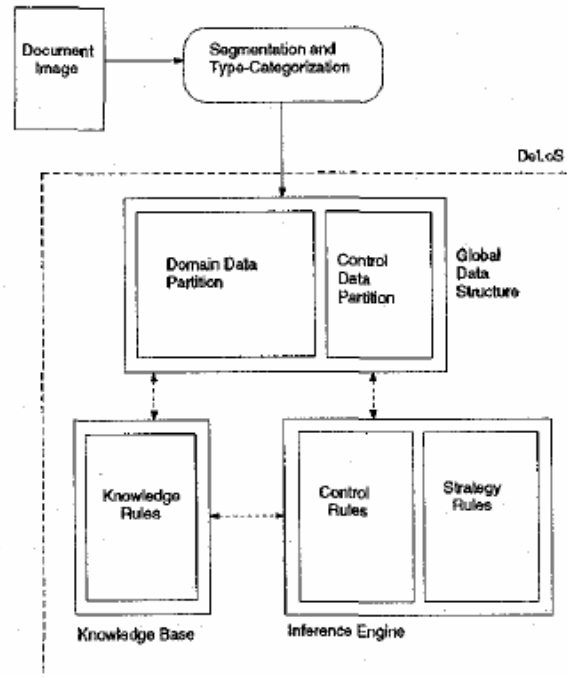 Document
Image
Segmentation and
Type-Categorization
DeLoS
Domain Data
Partition
Control
Data
Partition
Global
Data
Structure
Knowledge
Rules
Control
Rules
Strategy
Rules
Knowledge Base
Inference Engine